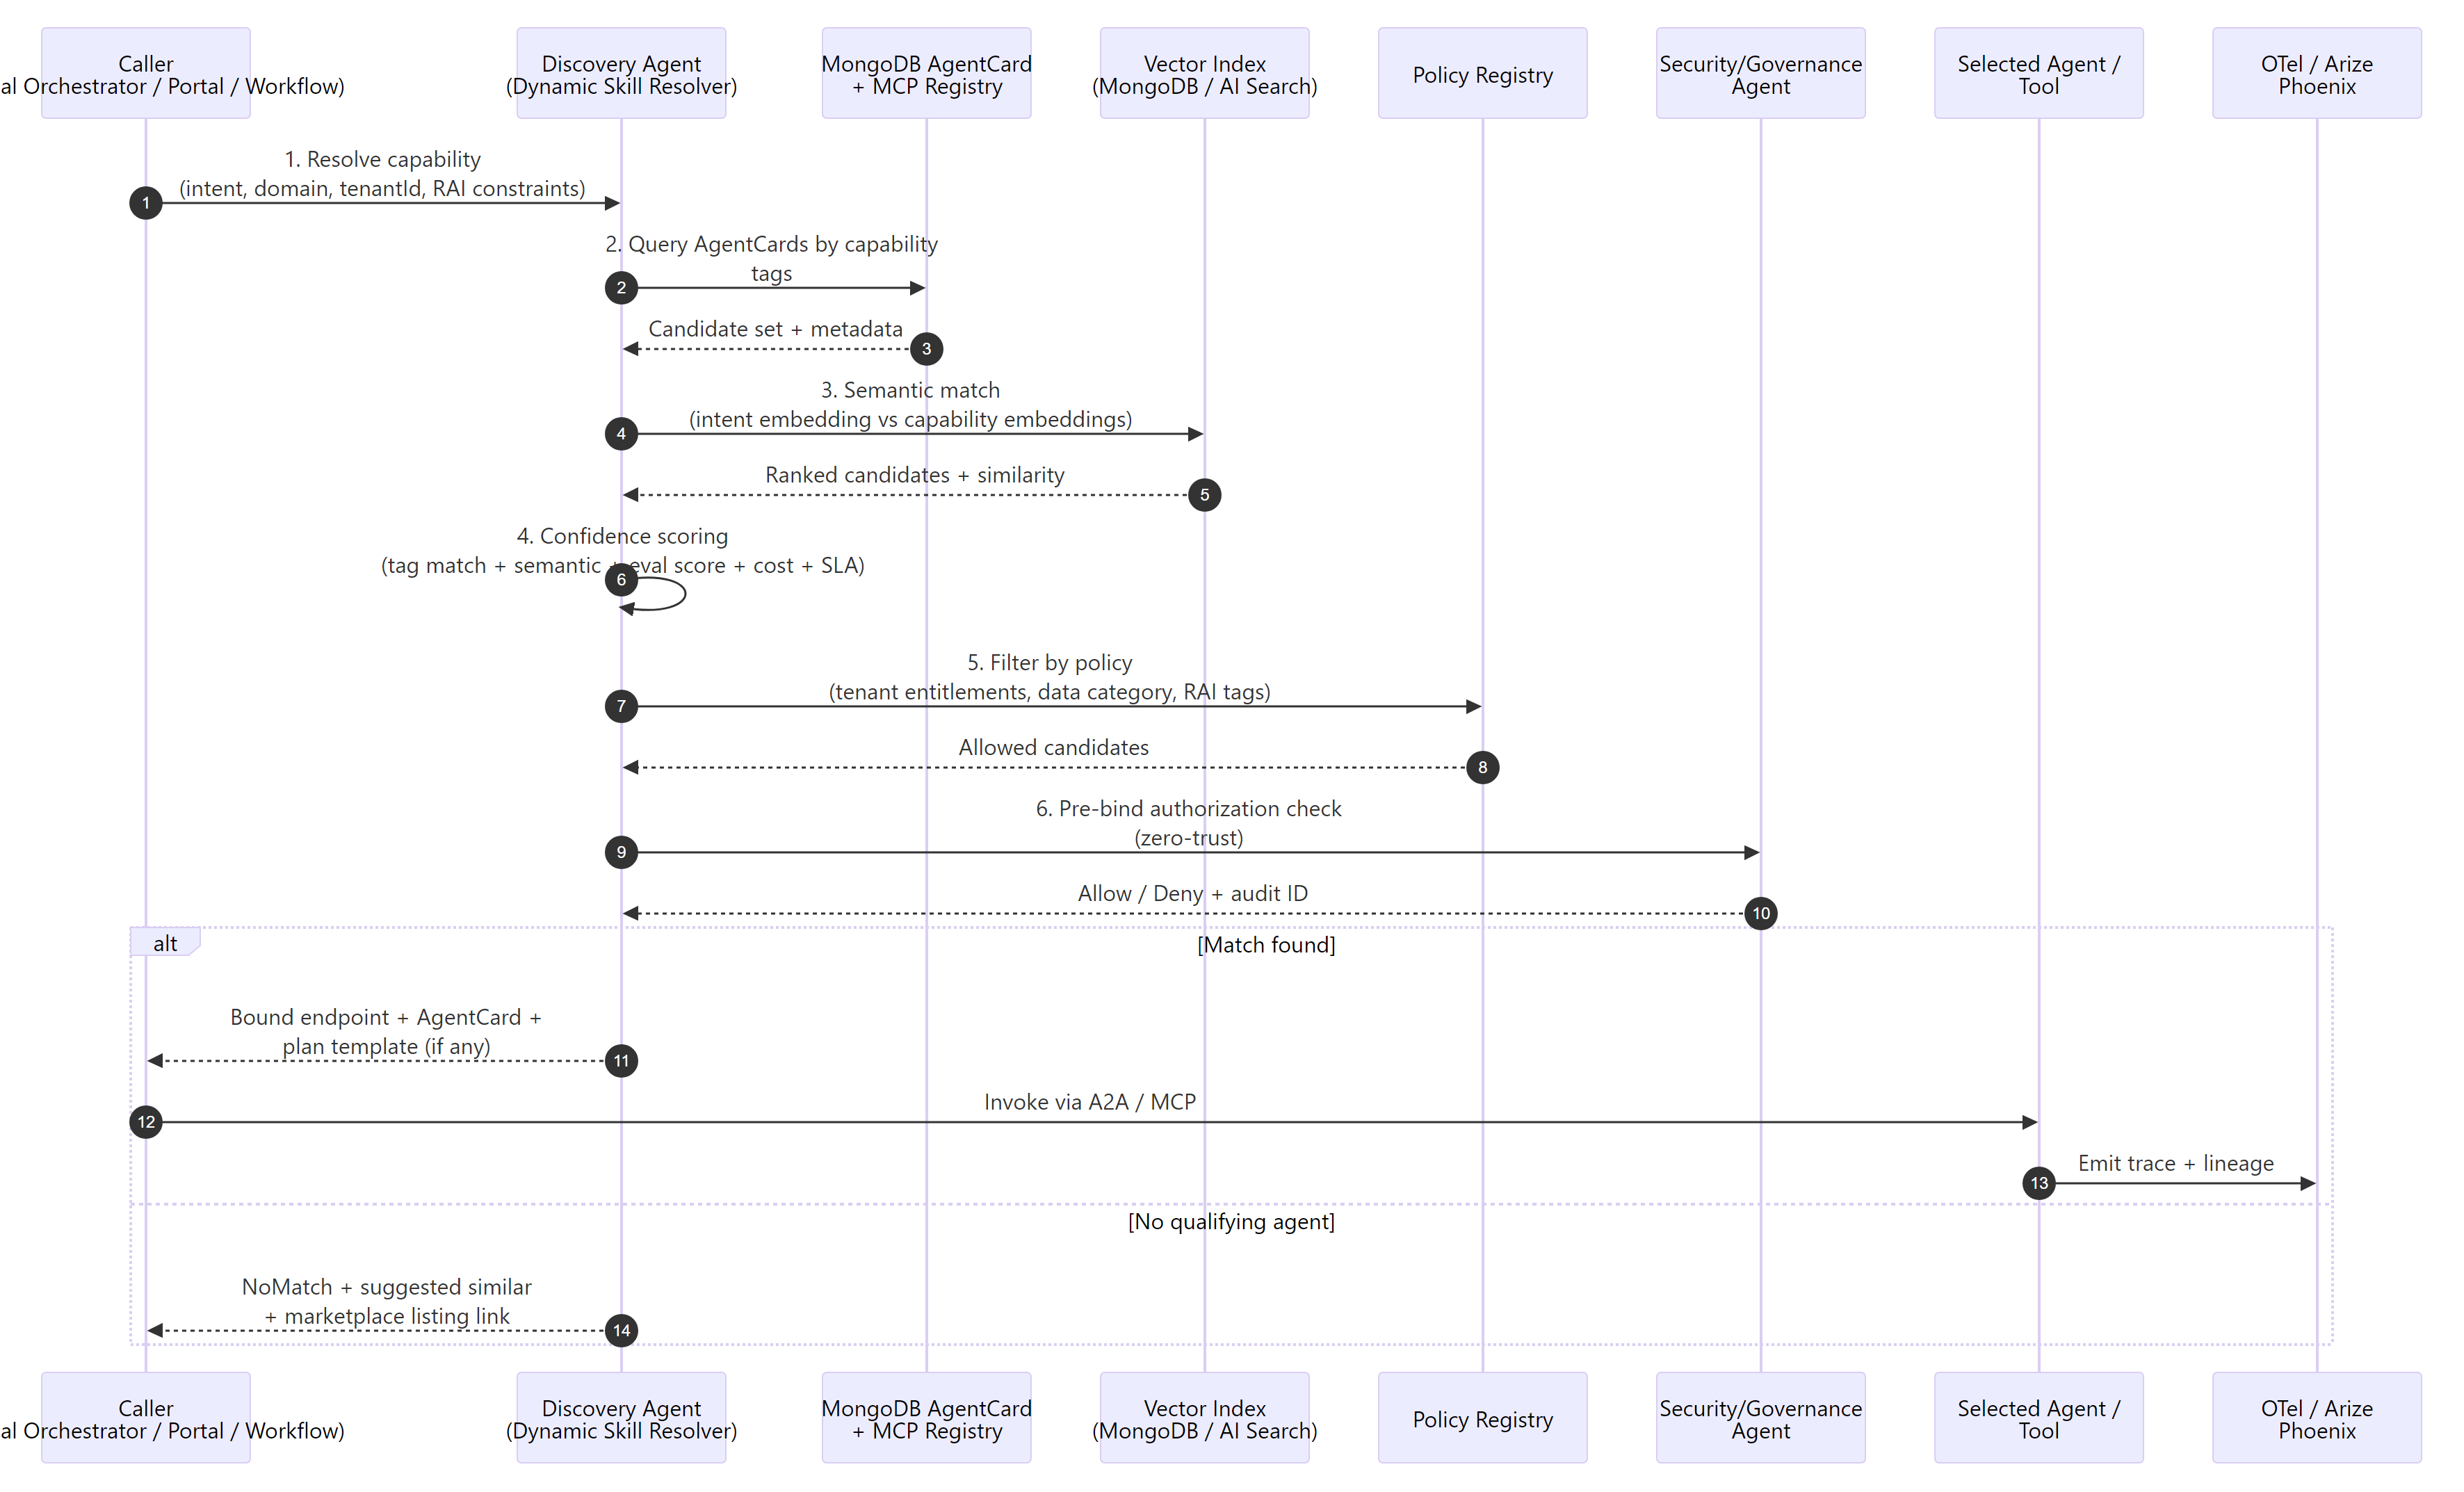 Caller
al Orchestrator / Portal / Workflow)
Discovery Agent
(Dynamic Skill Resolver)
MongoDB AgentCard
+ MCP Registry
Vector Index
(MongoDB / AI Search)
Policy Registry
Security/Governance
Agent
Selected Agent /
Tool
OTel / Arize
Phoenix
1. Resolve capability
(intent, domain, tenantId, RAI constraints)
1
2. Query AgentCards by capability
tags
2
Candidate set + metadata
3
3. Semantic match
(intent embedding vs capability embeddings)
4
Ranked candidates + similarity
5
4. Confidence scoring
(tag match + semantic + eval score + cost + SLA)
6
5. Filter by policy
(tenant entitlements, data category, RAI tags)
7
Allowed candidates
8
6. Pre-bind authorization check
(zero-trust)
9
Allow / Deny + audit ID
10
alt
[Match found]
Bound endpoint + AgentCard +
plan template (if any)
11
Invoke via A2A / MCP
12
Emit trace + lineage
13
[No qualifying agent]
NoMatch + suggested similar
+ marketplace listing link
14
Caller
al Orchestrator / Portal / Workflow)
Discovery Agent
(Dynamic Skill Resolver)
MongoDB AgentCard
+ MCP Registry
Vector Index
(MongoDB / AI Search)
Policy Registry
Security/Governance
Agent
Selected Agent /
Tool
OTel / Arize
Phoenix